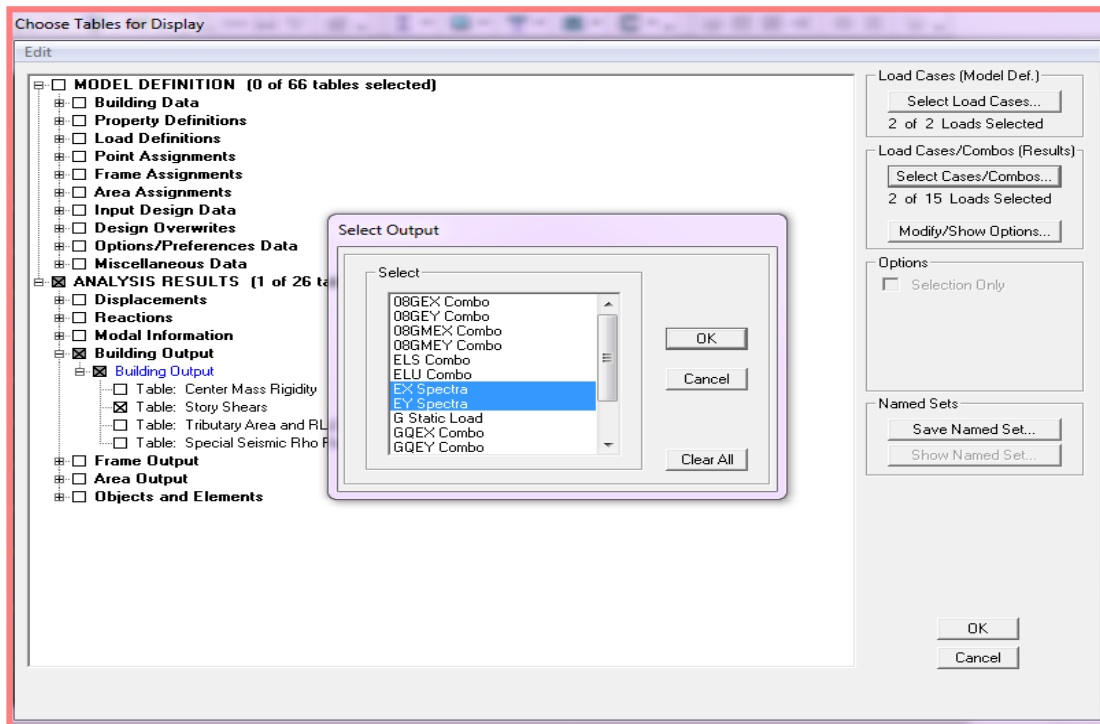 Choose Tables for Display
Edit
MODEL DEFINITION (0 of 66 tables selected)
Building Data
Property Definitions
Load Definitions
Point Assignments
Frame Assignments
Area Assignments
Input Design Data
Design Overwrites
Options/Preferences Data
Miscellaneous Data
ANALYSIS RESULTS (1 of 26 ta
Displacements
Reactions
Modal Information
Building Output
Building Output
Table: Center Mass Rigidity
Table: Story Shears
Table: Tributary Area and RL
Table: Special Seismic Rho F
Frame Output
Area Output
Objects and Elements
Select Output
Select
08GEX Combo
08GEY Combo
08GMEX Combo
08GMEY Combo
ELS Combo
ELU Combo
EX Spectra
EY Spectra
G Static Load
GQEX Combo
GQEY Combo
OK
Cancel
Clear All
Load Cases (Model Def.)
Select Load Cases...
2 of 2 Loads Selected
Load Cases/Combos (Results)
Select Cases/Combos...
2 of 15 Loads Selected
Modify/Show Options...
Options
Selection Only
Named Sets
Save Named Set...
Show Named Set...
OK
Cancel